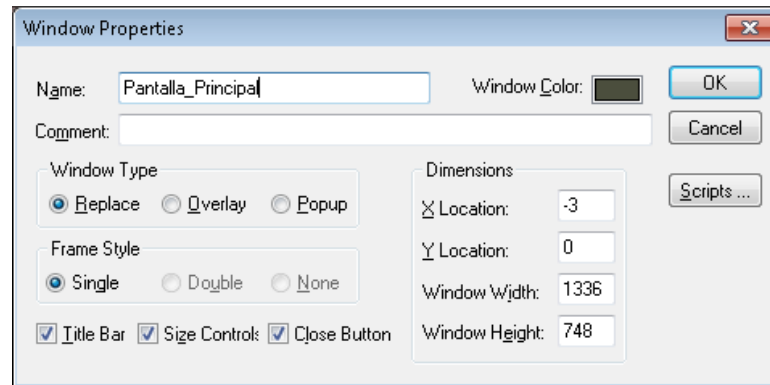 Window Properties
Name: Pantalla_Principal Window Color: OK
Comment: Cancel
Window Type Dimensions
Replace Overlay Popup X Location: -3 Scripts ...
Frame Style Y Location: 0
Single Double None Window Width: 1336
Title Bar Size Controls Close Button Window Height: 748